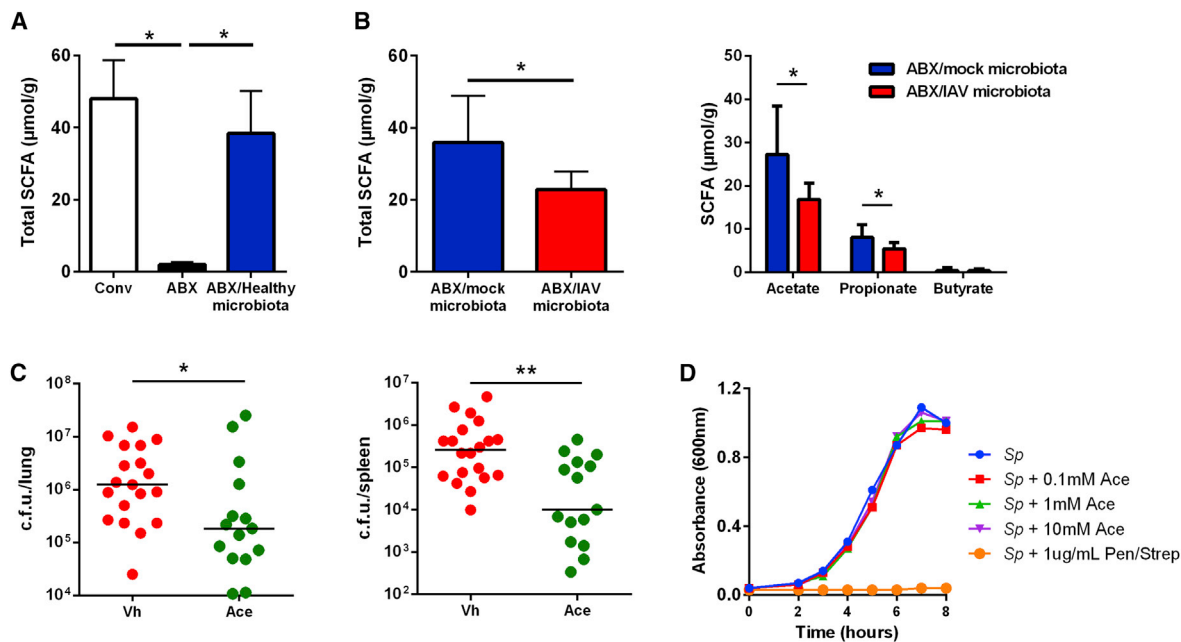 A
Total SCFA (μmol/g)
60
40
20
0
*
*
Conv
ABX
ABX/Healthy
microbiota
B
Total SCFA (μmol/g)
60
40
20
0
*
ABX/mock
microbiota
ABX/IAV
microbiota
SCFA (μmol/g)
50
40
30
20
10
0
*
*
ABX/mock microbiota
ABX/IAV microbiota
Acetate
Propionate
Butyrate
C
c.f.u./lung
10⁸
10⁷
10⁶
10⁵
10⁴
*
Vh
Ace
c.f.u./spleen
10⁷
10⁶
10⁵
10⁴
10³
10²
**
Vh
Ace
D
Absorbance (600nm)
1.2
0.8
0.4
0.0
0
2
4
6
8
Time (hours)
Sp
Sp + 0.1mM Ace
Sp + 1mM Ace
Sp + 10mM Ace
Sp + 1ug/mL Pen/Strep